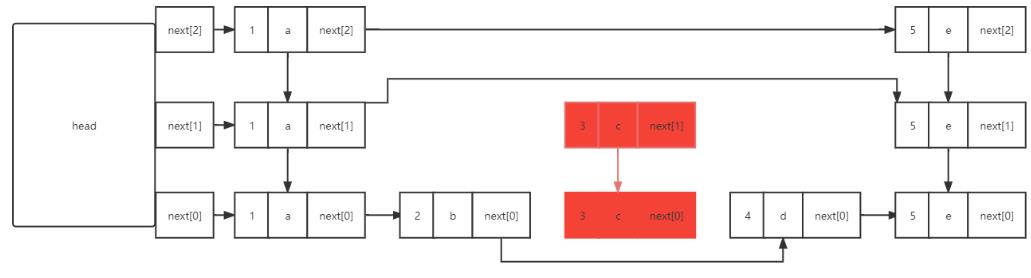 next[2] 1 a next[2] 5 e next[2]
head next[1] 1 a next[1] 3 c next[1] 5 e next[1]
next[0] 1 a next[0] 2 b next[0] 3 c next[0] 4 d next[0] 5 e next[0]